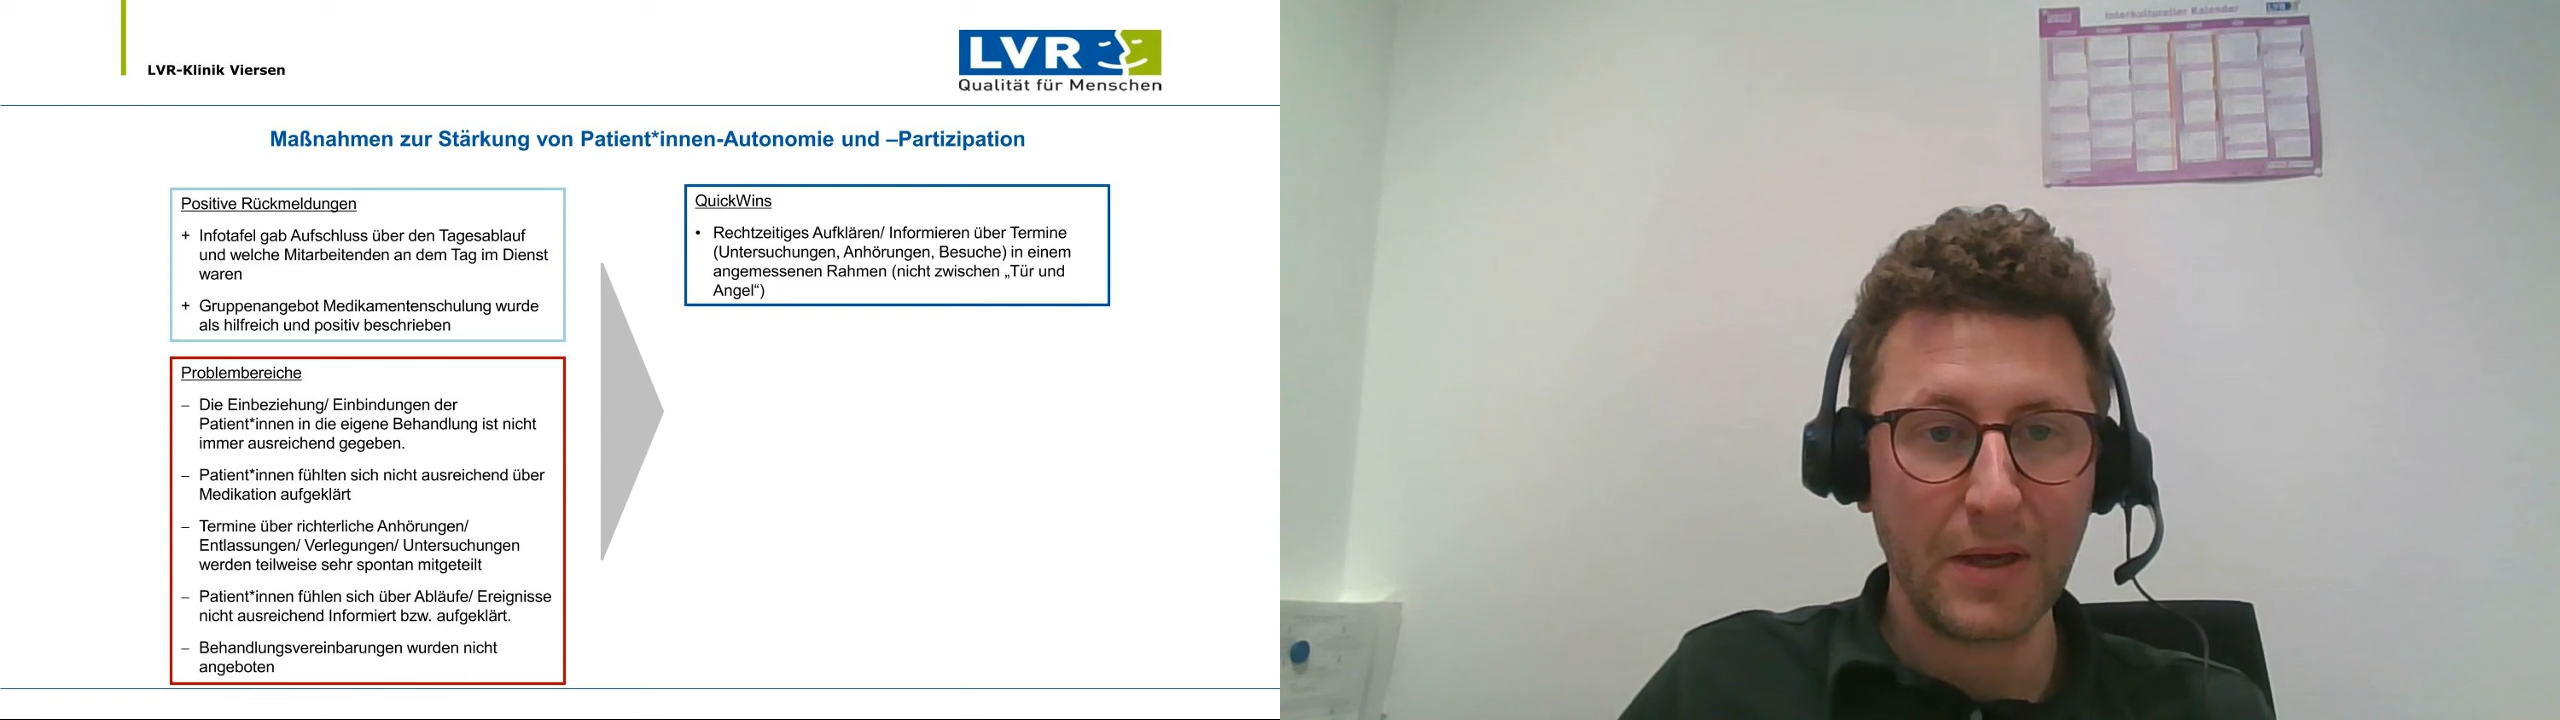 LVR-Klinik Viersen
LVR
Qualität für Menschen
Maßnahmen zur Stärkung von Patient*innen-Autonomie und –Partizipation
Positive Rückmeldungen
+ Infotafel gab Aufschluss über den Tagesablauf
und welche Mitarbeitenden an dem Tag im Dienst
waren
+ Gruppenangebot Medikamentenschulung wurde
als hilfreich und positiv beschrieben
Problembereiche
– Die Einbeziehung/ Einbindungen der
Patient*innen in die eigene Behandlung ist nicht
immer ausreichend gegeben.
– Patient*innen fühlten sich nicht ausreichend über
Medikation aufgeklärt
– Termine über richterliche Anhörungen/
Entlassungen/ Verlegungen/ Untersuchungen
werden teilweise sehr spontan mitgeteilt
– Patient*innen fühlen sich über Abläufe/ Ereignisse
nicht ausreichend Informiert bzw. aufgeklärt.
– Behandlungsvereinbarungen wurden nicht
angeboten
QuickWins
• Rechtzeitiges Aufklären/ Informieren über Termine
(Untersuchungen, Anhörungen, Besuche) in einem
angemessenen Rahmen (nicht zwischen „Tür und
Angel“)
Interkultureller Kalender
LVR